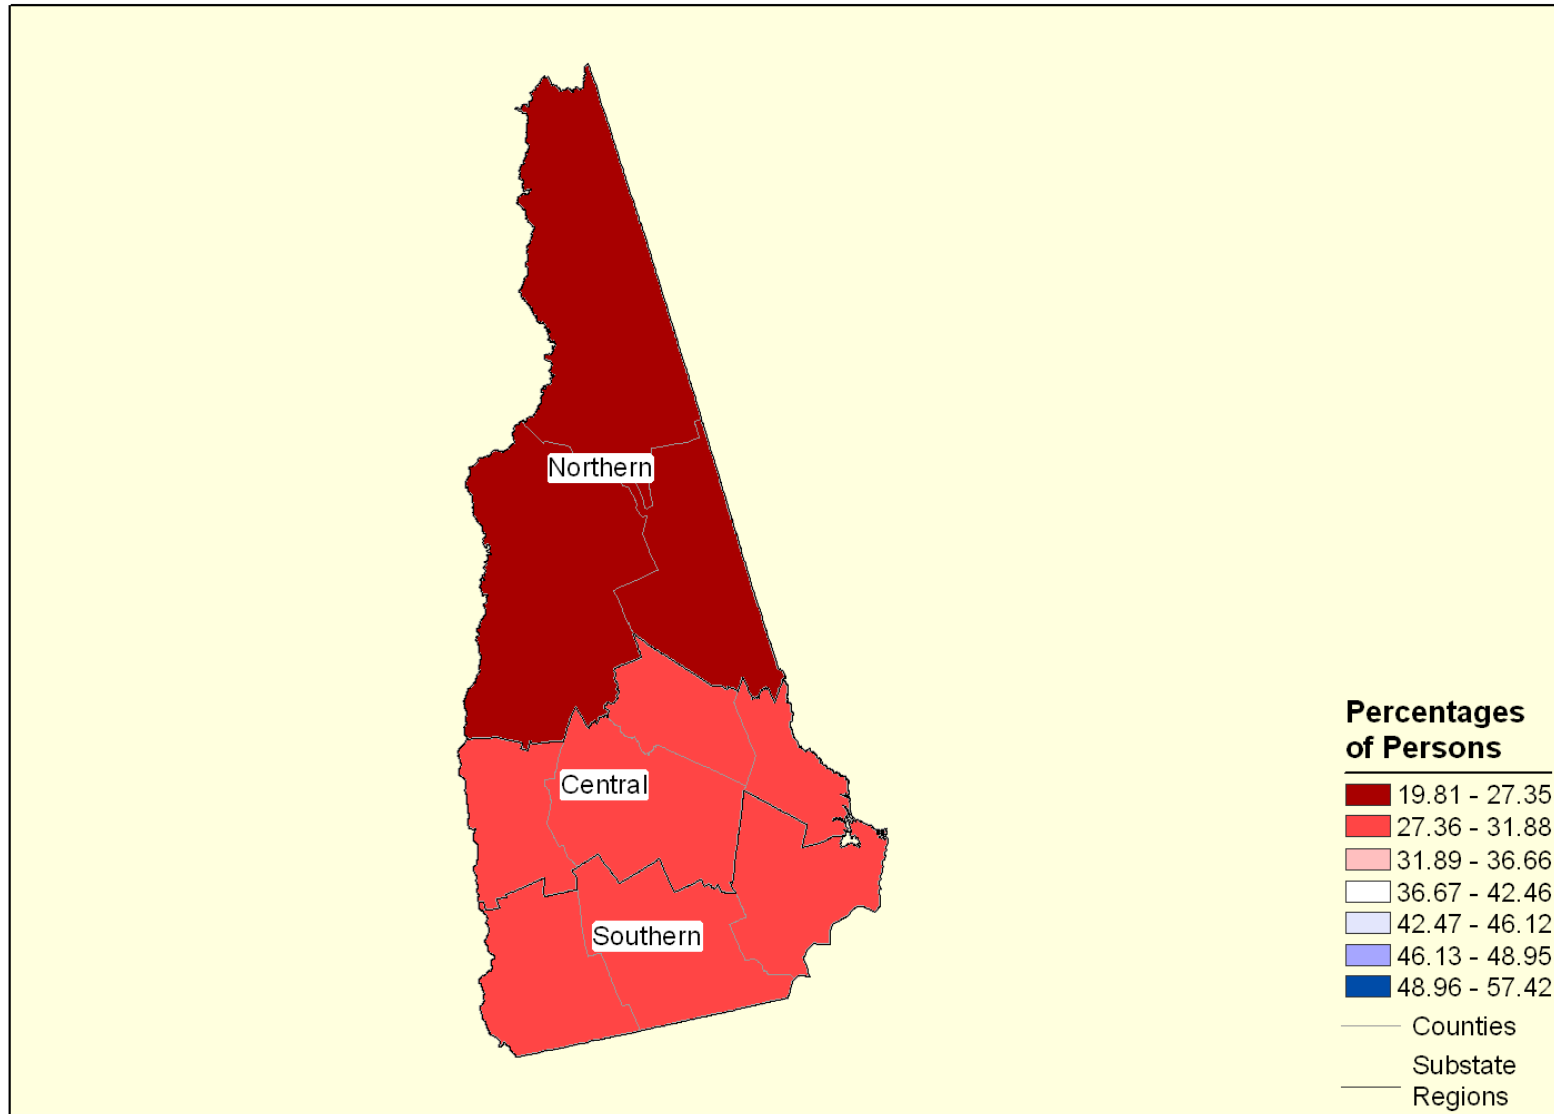 Northern
Central
Southern
Percentages
of Persons
19.81 - 27.35
27.36 - 31.88
31.89 - 36.66
36.67 - 42.46
42.47 - 46.12
46.13 - 48.95
48.96 - 57.42
Counties
Substate
Regions